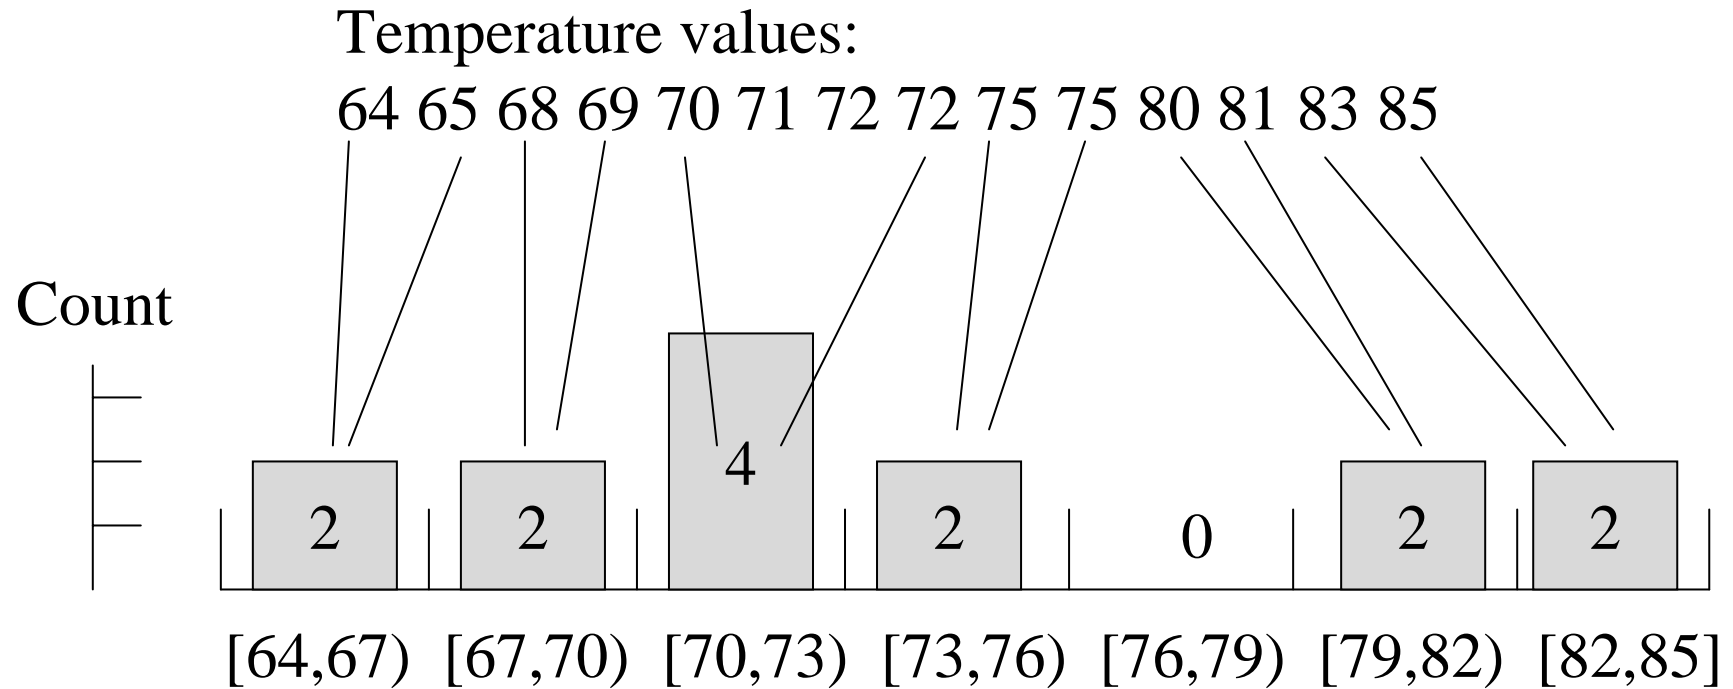 Temperature values:
64 65 68 69 70 71 72 72 75 75 80 81 83 85
Count
4
2 2 2 0 2 2
[64,67) [67,70) [70,73) [73,76) [76,79) [79,82) [82,85]